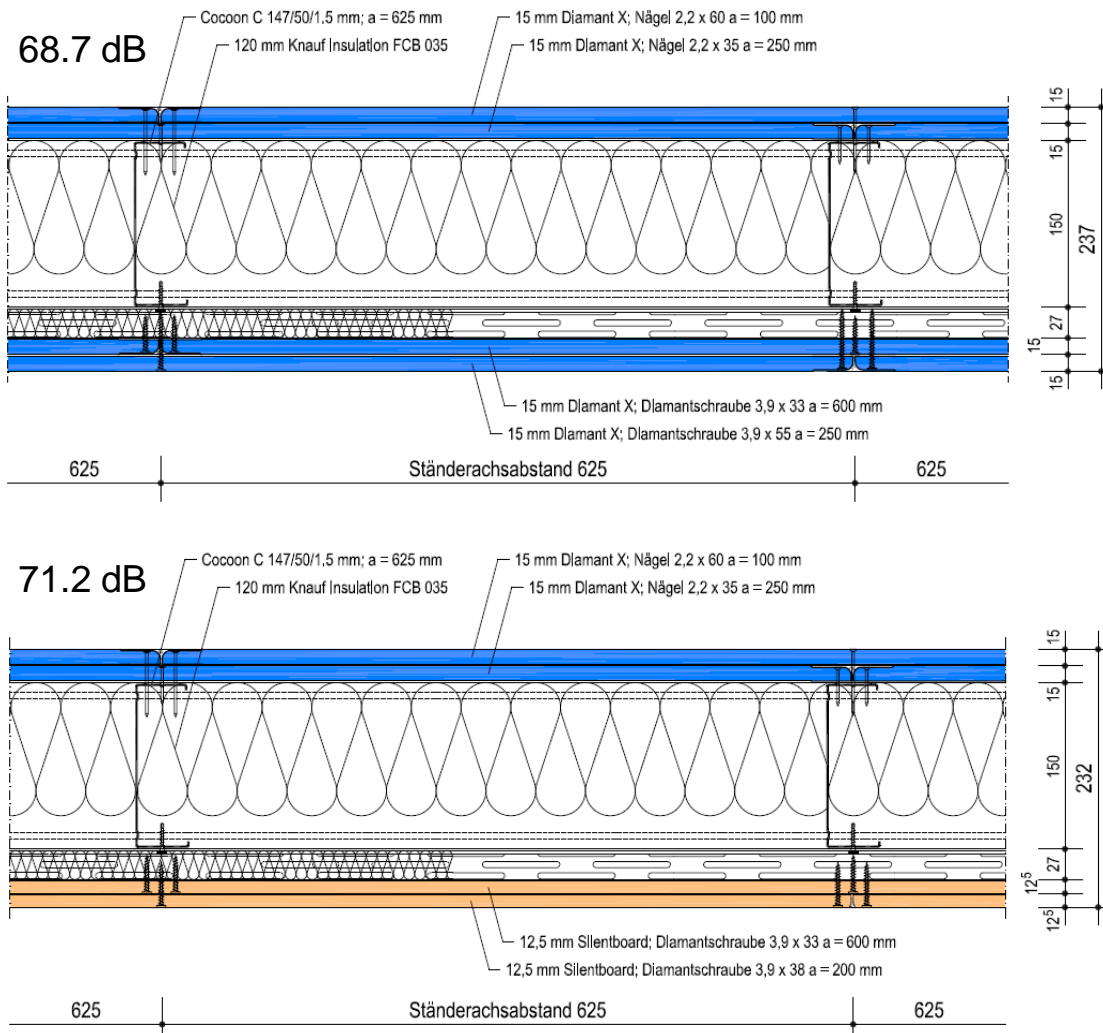 Cocoon C 147/50/1,5 mm; a = 625 mm
15 mm Diamant X; Nägel 2,2 x 60 a = 100 mm
68.7 dB
120 mm Knauf Insulation FCB 035
15 mm Diamant X; Nägel 2,2 x 35 a = 250 mm
15
15
150
237
27
15
15
15 mm Diamant X; Diamantschraube 3,9 x 33 a = 600 mm
15 mm Diamant X; Diamantschraube 3,9 x 55 a = 250 mm
625
Ständerachsabstand 625
625
Cocoon C 147/50/1,5 mm; a = 625 mm
15 mm Diamant X; Nägel 2,2 x 60 a = 100 mm
71.2 dB
120 mm Knauf Insulation FCB 035
15 mm Diamant X; Nägel 2,2 x 35 a = 250 mm
15
15
150
232
27
12⁵
12⁵
12,5 mm Silentboard; Diamantschraube 3,9 x 33 a = 600 mm
12,5 mm Silentboard; Diamantschraube 3,9 x 38 a = 200 mm
625
Ständerachsabstand 625
625